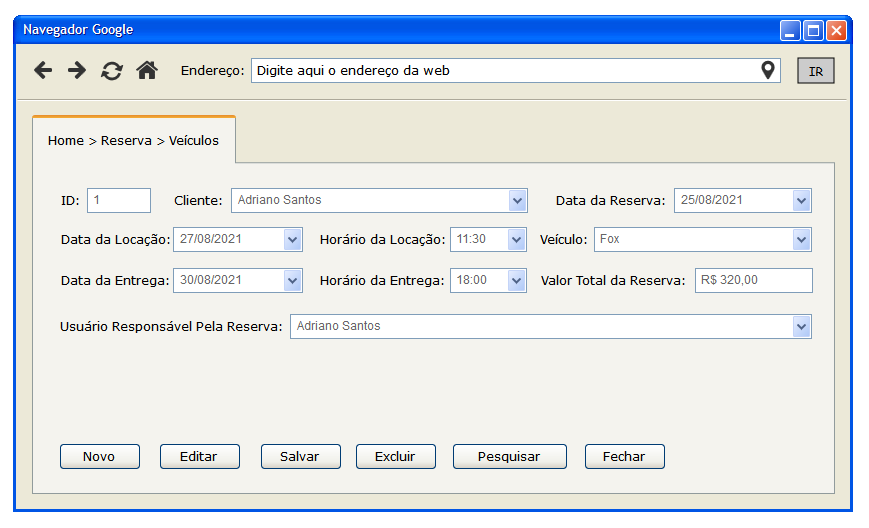 Navegador Google
Endereço: Digite aqui o endereço da web IR
Home > Reserva > Veículos
ID: 1 Cliente: Adriano Santos Data da Reserva: 25/08/2021
Data da Locação: 27/08/2021 Horário da Locação: 11:30 Veículo: Fox
Data da Entrega: 30/08/2021 Horário da Entrega: 18:00 Valor Total da Reserva: R$ 320,00
Usuário Responsável Pela Reserva: Adriano Santos
Novo Editar Salvar Excluir Pesquisar Fechar